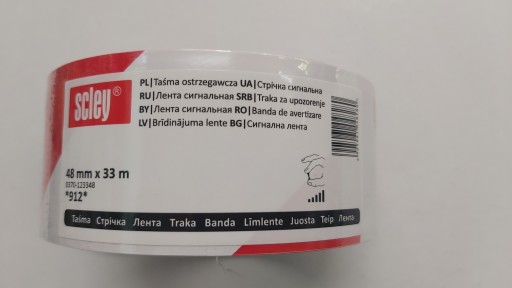 scley®
PL|Taśma ostrzegawcza UA|Стрічка сигнальна
RU|Лента сигнальная SRB|Traka za upozorenje
BY|Лента сигнальная RO|Banda de avertizare
LV|Brīdinājuma lente BG|Сигнална лента
48 mm x 33 m
0370-123348
*912*
Taśma Стрічка Лента Traka Banda Līmlente Juosta Teip Лента